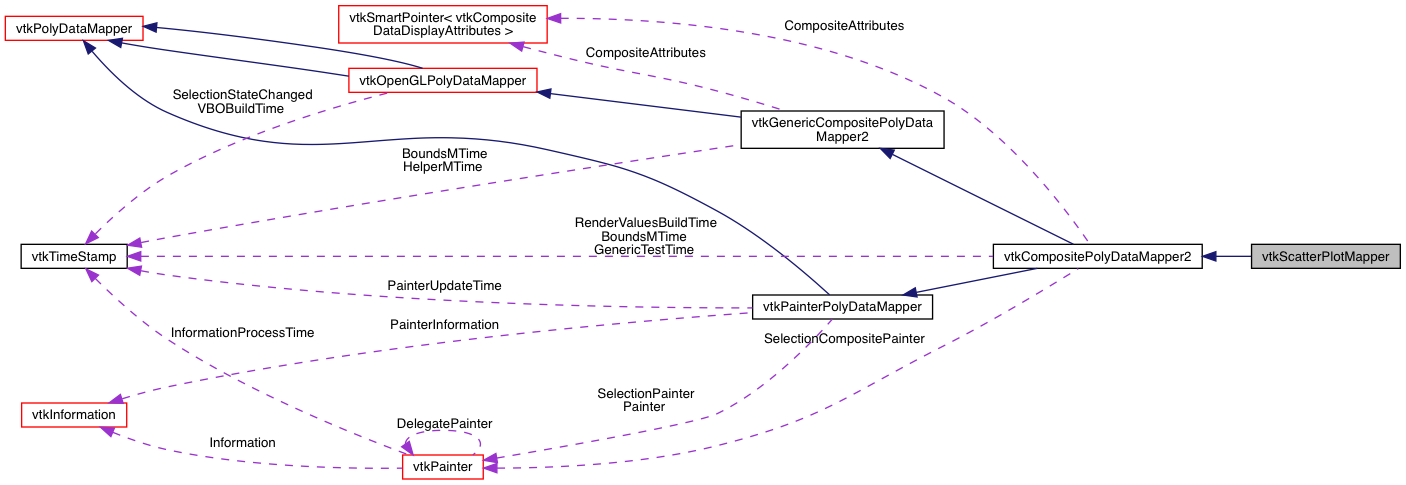 vtkPolyDataMapper
vtkSmartPointer< vtkComposite
DataDisplayAttributes >
CompositeAttributes
CompositeAttributes
vtkOpenGLPolyDataMapper
SelectionStateChanged
VBOBuildTime
vtkGenericCompositePolyData
Mapper2
BoundsMTime
HelperMTime
RenderValuesBuildTime
BoundsMTime
GenericTestTime
vtkTimeStamp
vtkCompositePolyDataMapper2
vtkScatterPlotMapper
PainterUpdateTime
vtkPainterPolyDataMapper
InformationProcessTime
PainterInformation
SelectionCompositePainter
SelectionPainter
Painter
vtkInformation
DelegatePainter
Information
vtkPainter